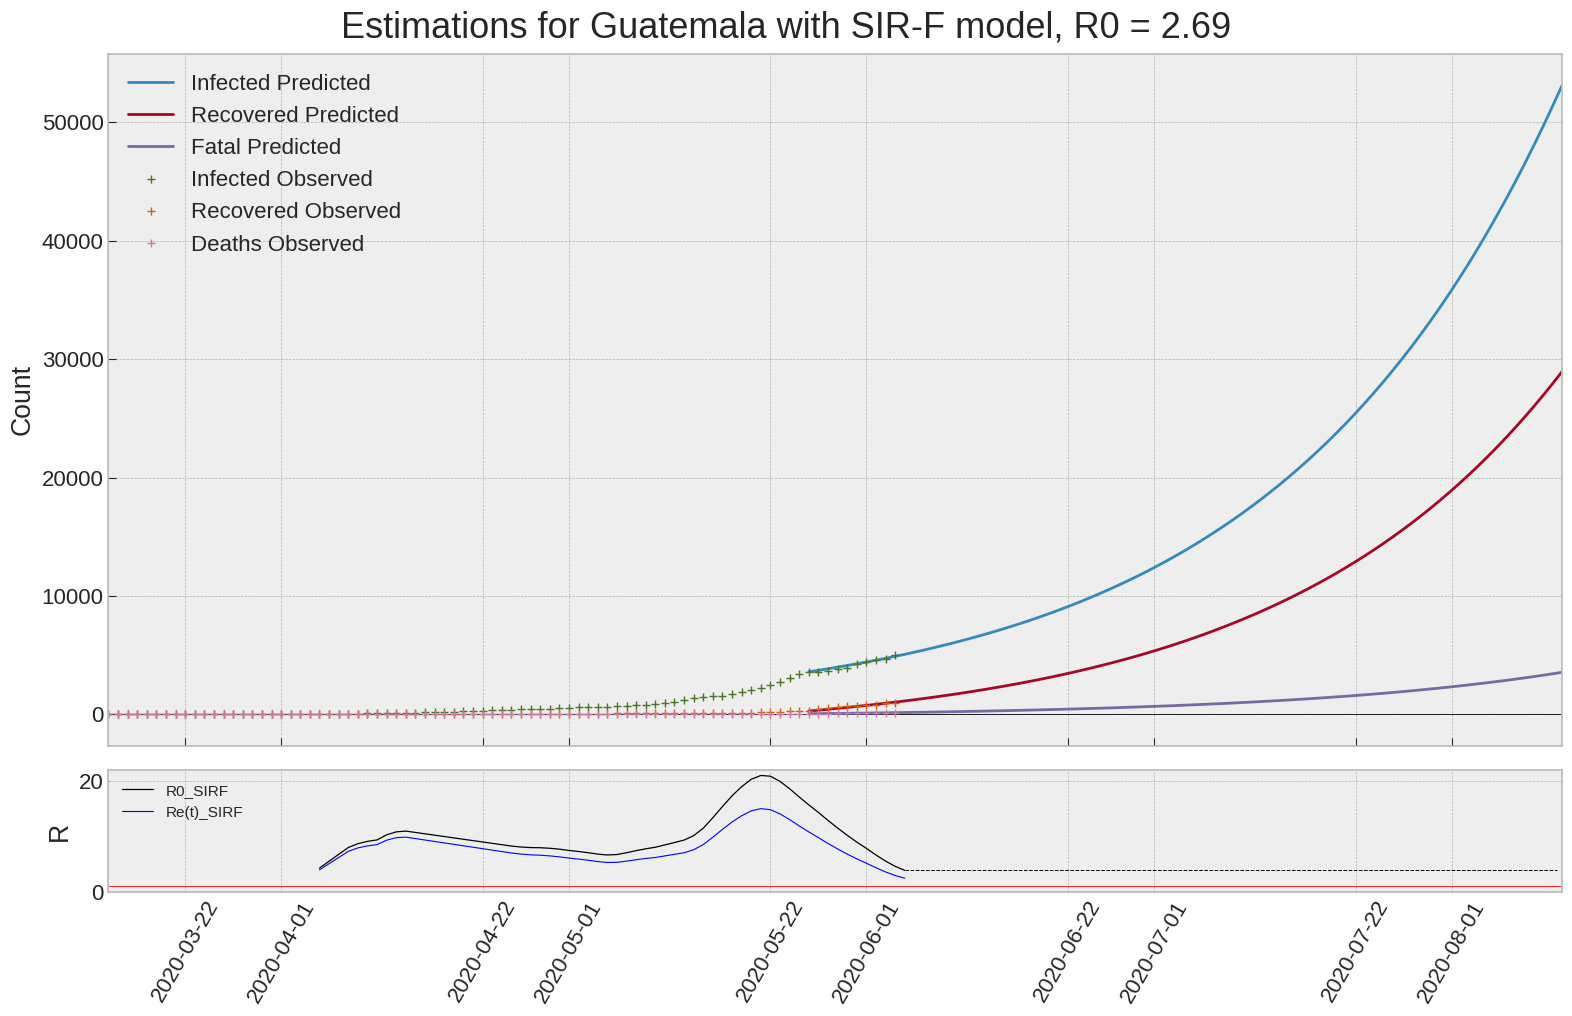 Estimations for Guatemala with SIR-F model, R0 = 2.69
Infected Predicted
Recovered Predicted
Fatal Predicted
Infected Observed
Recovered Observed
Deaths Observed
Count
50000
40000
30000
20000
10000
0
R0_SIRF
Re(t)_SIRF
R
20
0
2020-03-22
2020-04-01
2020-04-22
2020-05-01
2020-05-22
2020-06-01
2020-06-22
2020-07-01
2020-07-22
2020-08-01